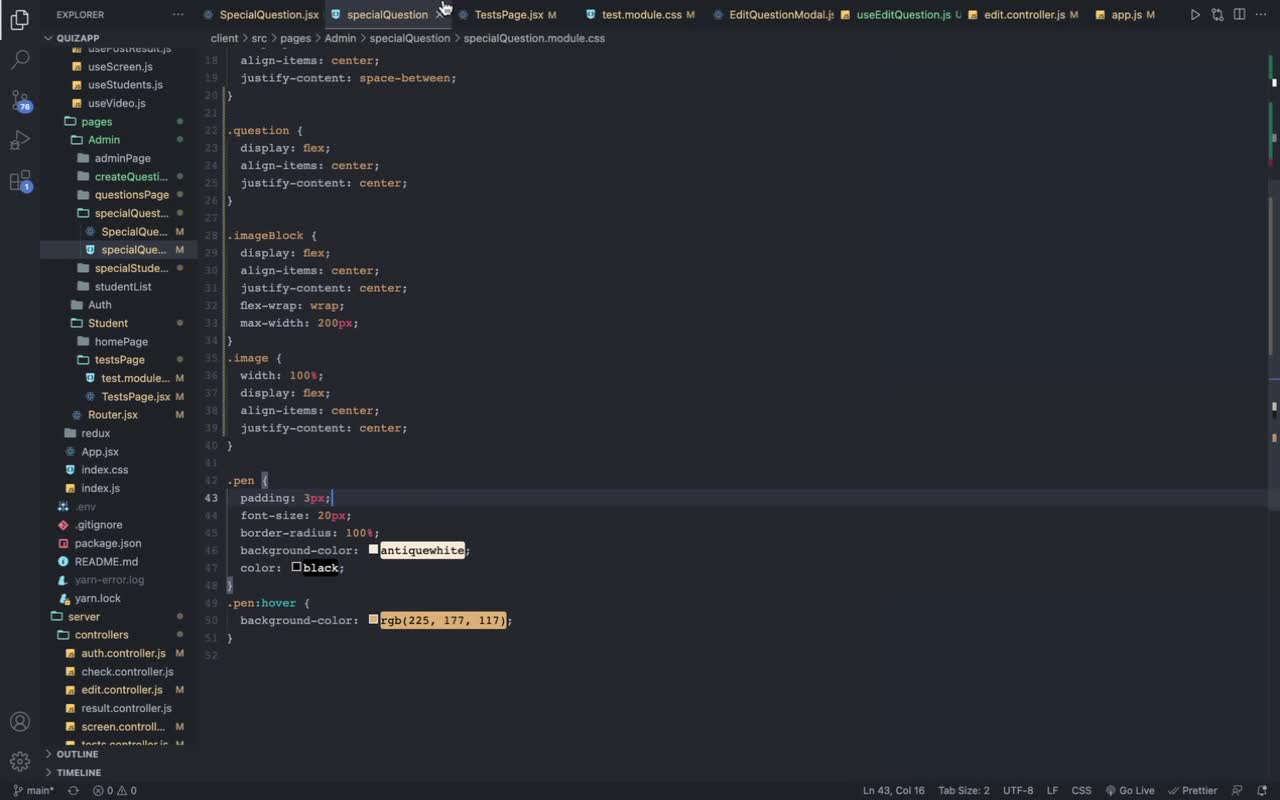 EXPLORER
SpecialQuestion.jsx
specialQuestion
TestsPage.jsx M
test.module.css M
EditQuestionModal.js
useEditQuestion.js U
edit.controller.js M
app.js M
QUIZAPP
client > src > pages > Admin > specialQuestion > specialQuestion.module.css
usePostResult.js
useScreen.js
useStudents.js
useVideo.js
pages
Admin
adminPage
createQuesti...
questionsPage
specialQuest...
SpecialQue... M
specialQue... M
specialStude...
studentList
Auth
Student
homePage
testsPage
test.module... M
TestsPage.jsx M
Router.jsx M
redux
App.jsx
index.css
index.js
.env
.gitignore
package.json
README.md
yarn-error.log
yarn.lock
server
controllers
auth.controller.js M
check.controller.js
edit.controller.js M
result.controller.js
screen.controll... M
tests.controller.js M
OUTLINE
TIMELINE
76
1
18 align-items: center;
19 justify-content: space-between;
20 }
21
22 .question {
23 display: flex;
24 align-items: center;
25 justify-content: center;
26 }
27
28 .imageBlock {
29 display: flex;
30 align-items: center;
31 justify-content: center;
32 flex-wrap: wrap;
33 max-width: 200px;
34 }
35 .image {
36 width: 100%;
37 display: flex;
38 align-items: center;
39 justify-content: center;
40 }
41
42 .pen {
43 padding: 3px;
44 font-size: 20px;
45 border-radius: 100%;
46 background-color: antiquewhite;
47 color: black;
48 }
49 .pen:hover {
50 background-color: rgb(225, 177, 117);
51 }
52
main* 0 0 Ln 43, Col 16 Tab Size: 2 UTF-8 LF CSS Go Live Prettier